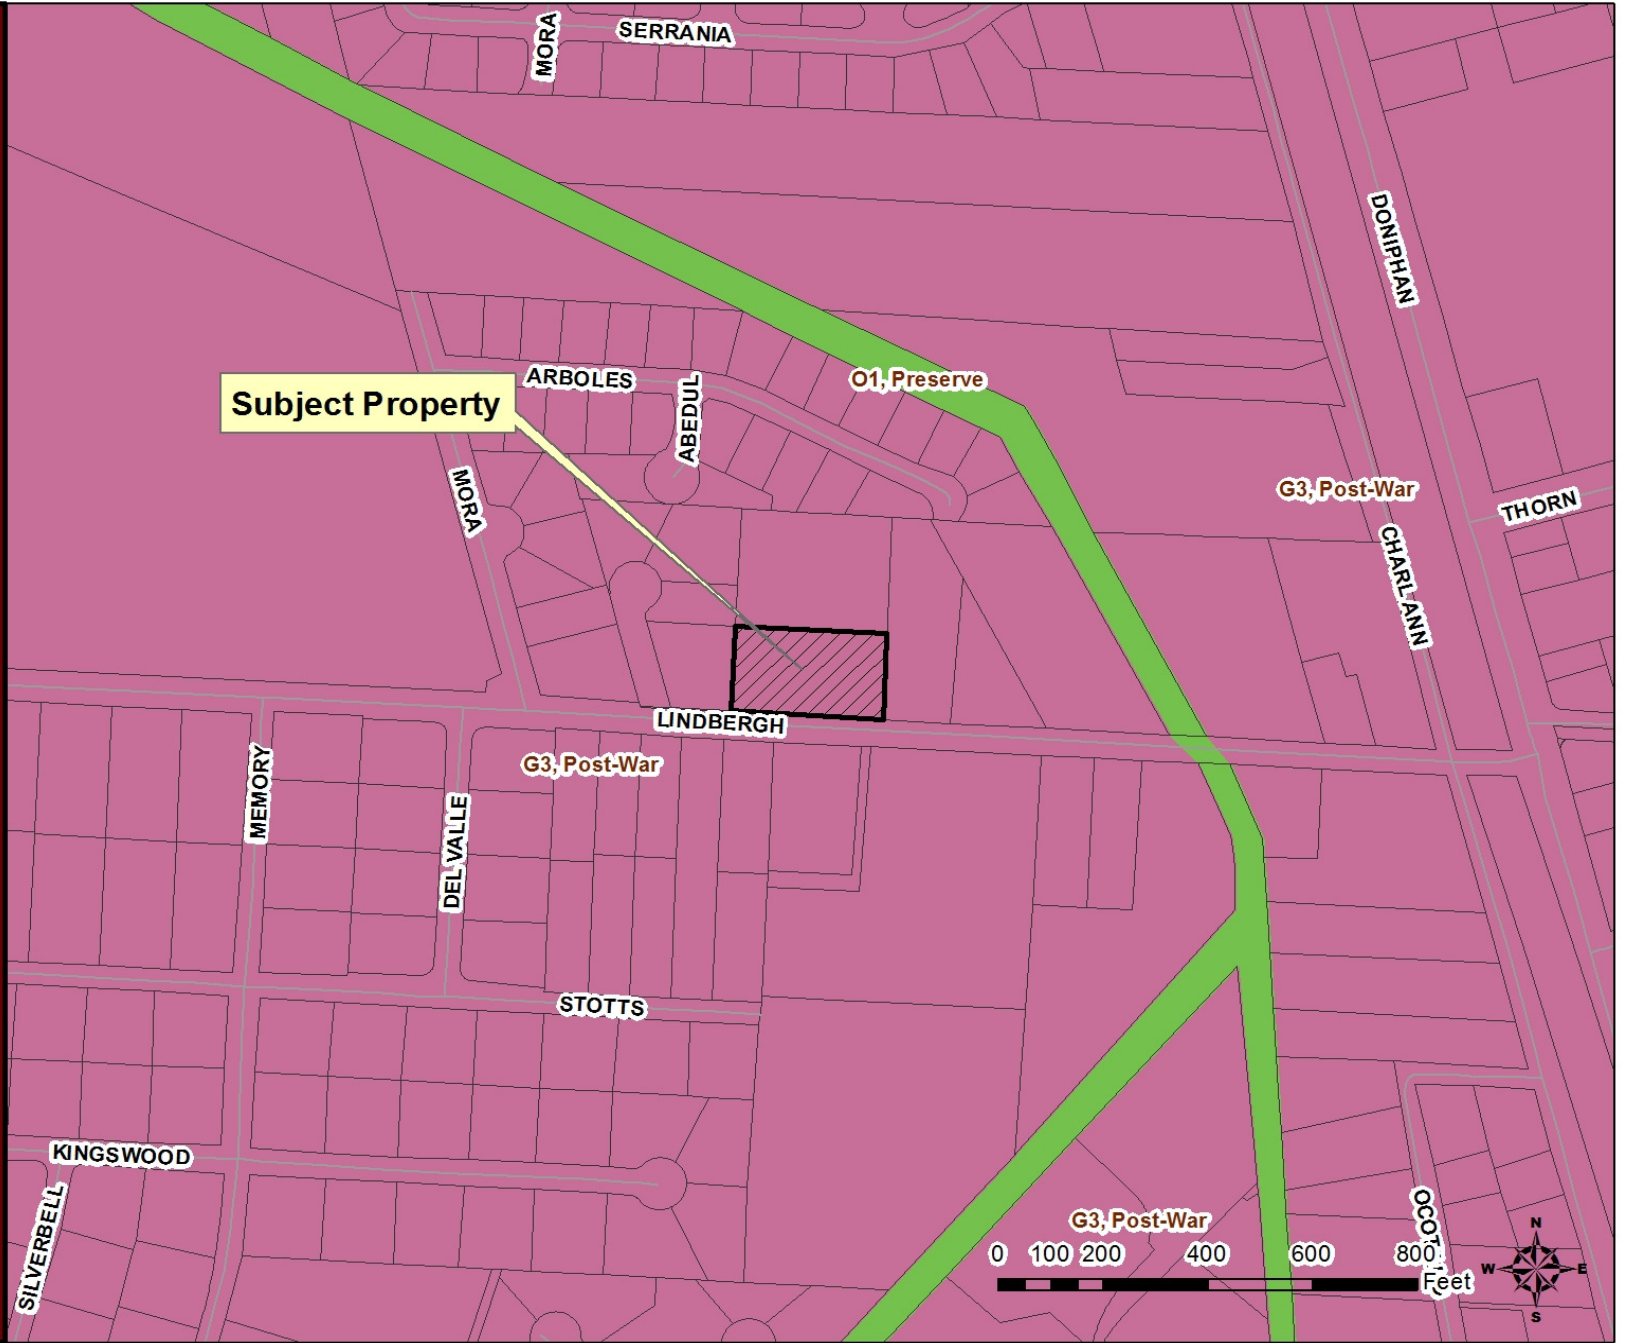 MORA
SERRANIA
DONIPHAN
ARBOLES
ABEDUL
O1, Preserve
Subject Property
MORA
G3, Post-War
THORN
CHARL ANN
LINDBERGH
G3, Post-War
MEMORY
DEL VALLE
STOTTS
KINGSWOOD
SILVERBELL
G3, Post-War
0 100 200 400 600 800
Feet
N
W E
S